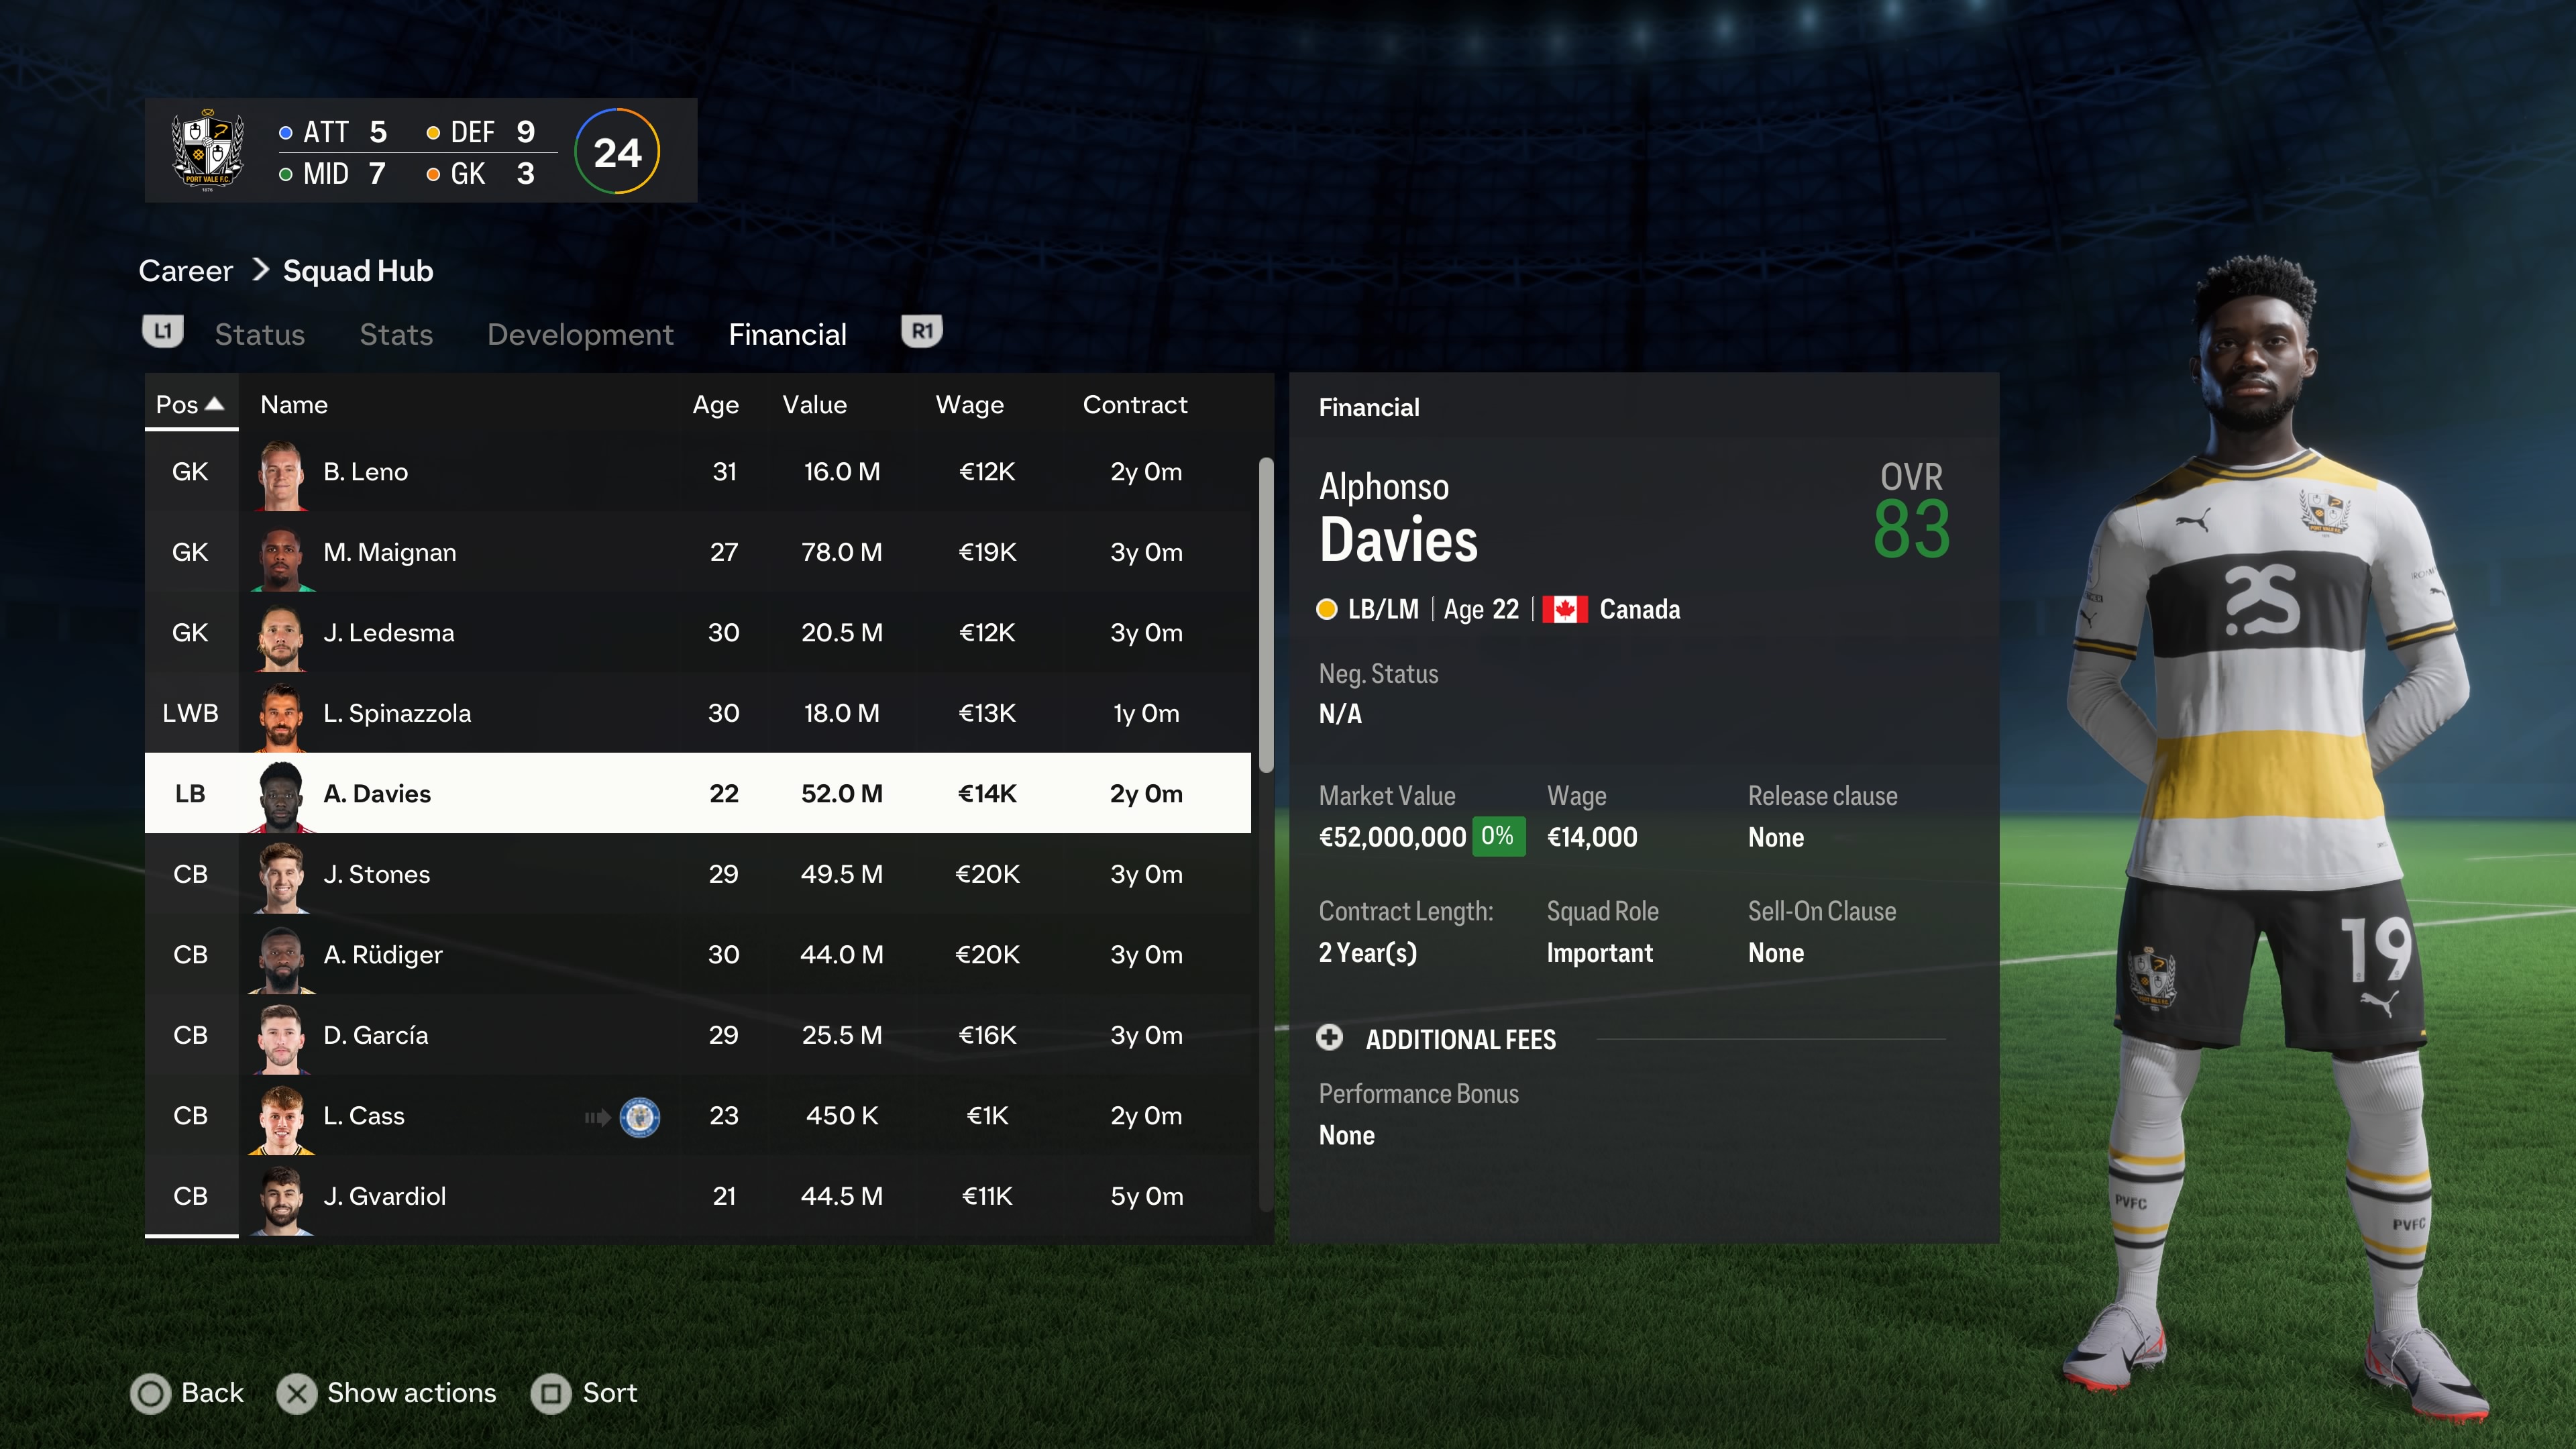 ATT 5 DEF 9
24
MID 7 GK 3
PORT VALE F.C.
1876
Career > Squad Hub
L1 Status Stats Development Financial R1
Pos Name Age Value Wage Contract
GK B. Leno 31 16.0 M €12K 2y 0m
GK M. Maignan 27 78.0 M €19K 3y 0m
GK J. Ledesma 30 20.5 M €12K 3y 0m
LWB L. Spinazzola 30 18.0 M €13K 1y 0m
LB A. Davies 22 52.0 M €14K 2y 0m
CB J. Stones 29 49.5 M €20K 3y 0m
CB A. Rüdiger 30 44.0 M €20K 3y 0m
CB D. García 29 25.5 M €16K 3y 0m
CB L. Cass 23 450 K €1K 2y 0m
CB J. Gvardiol 21 44.5 M €11K 5y 0m
Financial
Alphonso
Davies
OVR
83
LB/LM | Age 22 | Canada
Neg. Status
N/A
Market Value Wage Release clause
€52,000,000 0% €14,000 None
Contract Length: Squad Role Sell-On Clause
2 Year(s) Important None
ADDITIONAL FEES
Performance Bonus
None
19
PVFC
PVFC
Back Show actions Sort